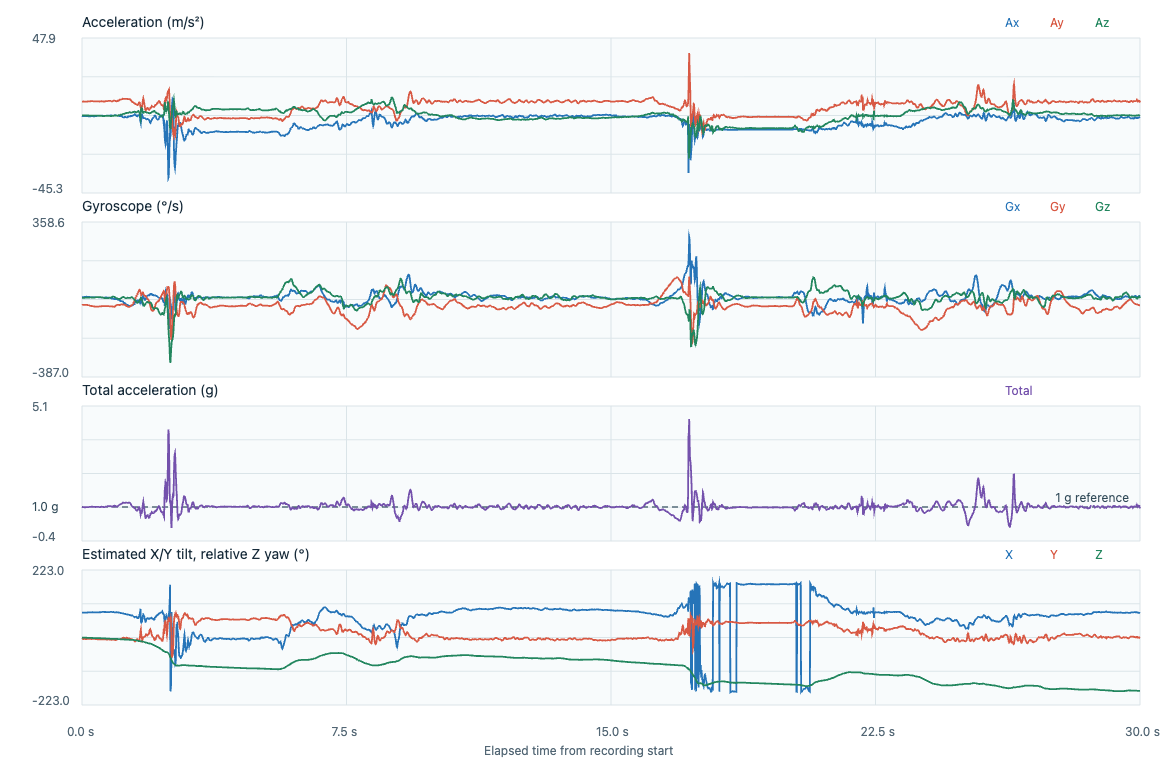 Acceleration (m/s²) Ax Ay Az
47.9
-45.3
Gyroscope (°/s) Gx Gy Gz
358.6
-387.0
Total acceleration (g) Total
5.1
1.0 g
1 g reference
-0.4
Estimated X/Y tilt, relative Z yaw (°) X Y Z
223.0
-223.0
0.0 s 7.5 s 15.0 s 22.5 s 30.0 s
Elapsed time from recording start